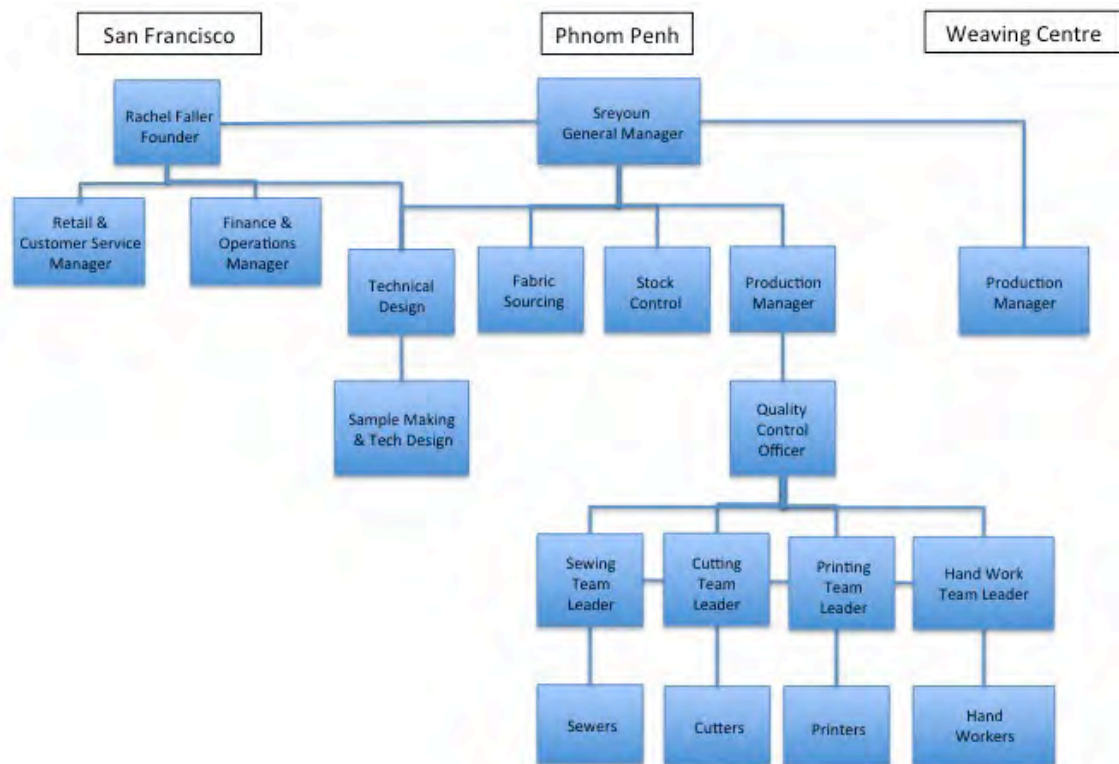 San Francisco
Phnom Penh
Weaving Centre
Rachel Faller
Founder
Sreyoun
General Manager
Retail &
Customer Service
Manager
Finance &
Operations
Manager
Technical
Design
Fabric
Sourcing
Stock
Control
Production
Manager
Production
Manager
Sample Making
& Tech Design
Quality
Control
Officer
Sewing
Team
Leader
Cutting
Team
Leader
Printing
Team
Leader
Hand Work
Team Leader
Sewers
Cutters
Printers
Hand
Workers